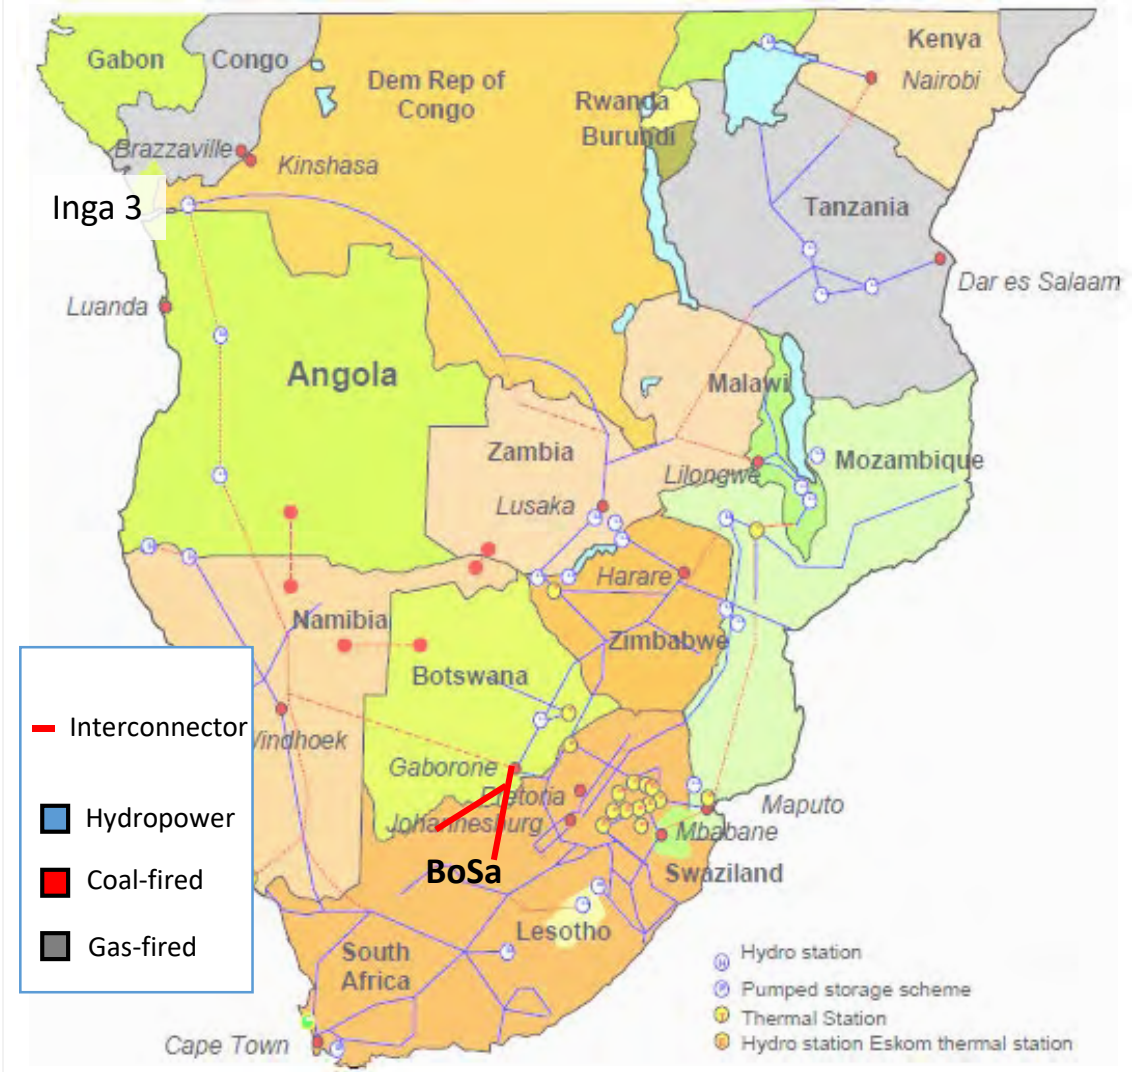 Gabon
Congo
Dem Rep of
Congo
Kenya
Nairobi
Rwanda
Burundi
Brazzaville
Kinshasa
Inga 3
Tanzania
Dar es Salaam
Luanda
Angola
Malawi
Zambia
Lilongwe
Mozambique
Lusaka
Harare
Namibia
Zimbabwe
Botswana
Interconnector
Vindhoek
Gaborone
Pretoria
Johannesburg
Maputo
Mbabane
BoSa
Swaziland
Hydropower
Coal-fired
Gas-fired
Lesotho
South
Africa
Cape Town
Hydro station
Pumped storage scheme
Thermal Station
Hydro station Eskom thermal station